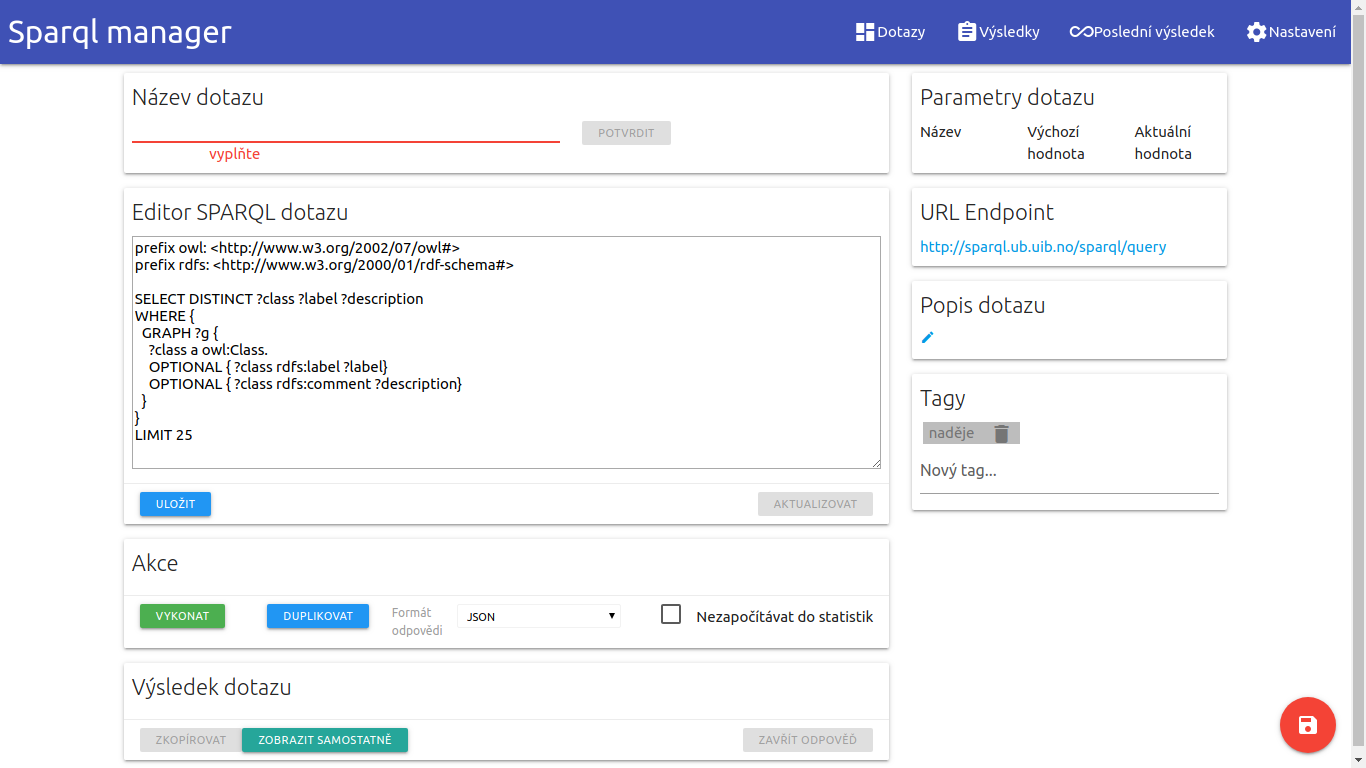 Sparql manager
Dotazy
Výsledky
Poslední výsledek
Nastavení
Název dotazu
POTVRDIT
vyplňte
Editor SPARQL dotazu
prefix owl: <http://www.w3.org/2002/07/owl#>
prefix rdfs: <http://www.w3.org/2000/01/rdf-schema#>
SELECT DISTINCT ?class ?label ?description
WHERE {
GRAPH ?g {
?class a owl:Class.
OPTIONAL { ?class rdfs:label ?label}
OPTIONAL { ?class rdfs:comment ?description}
}
}
LIMIT 25
ULOŽIT
AKTUALIZOVAT
Akce
VYKONAT
DUPLIKOVAT
Formát
odpovědi
JSON
Nezapočítávat do statistik
Výsledek dotazu
ZKOPÍROVAT
ZOBRAZIT SAMOSTATNĚ
ZAVŘÍT ODPOVĚĎ
Parametry dotazu
Název
Výchozí
hodnota
Aktuální
hodnota
URL Endpoint
http://sparql.ub.uib.no/sparql/query
Popis dotazu
Tagy
naděje
Nový tag...